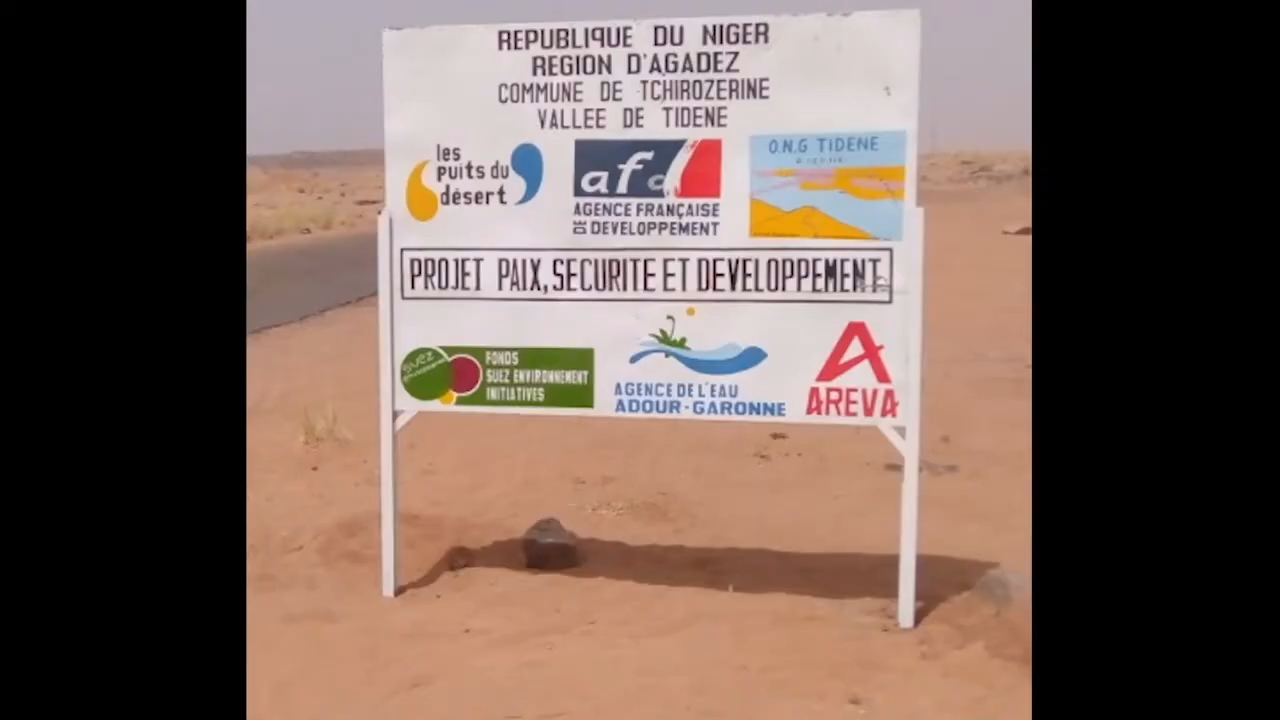 REPUBLIQUE DU NIGER
REGION D'AGADEZ
COMMUNE DE TCHIROZERINE
VALLEE DE TIDENE
les
puits du
désert
afd
AGENCE FRANÇAISE
DE DEVELOPPEMENT
O.N.G TIDENE
PROJET PAIX, SECURITE ET DEVELOPPEMENT
suez
FONDS
SUEZ ENVIRONNEMENT
INITIATIVES
AGENCE DE L'EAU
ADOUR-GARONNE
AREVA